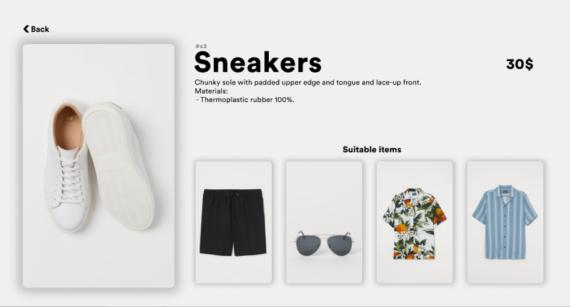 Back
#63
Sneakers
30$
Chunky sole with padded upper edge and tongue and lace-up front.
Materials:
- Thermoplastic rubber 100%.
Suitable items